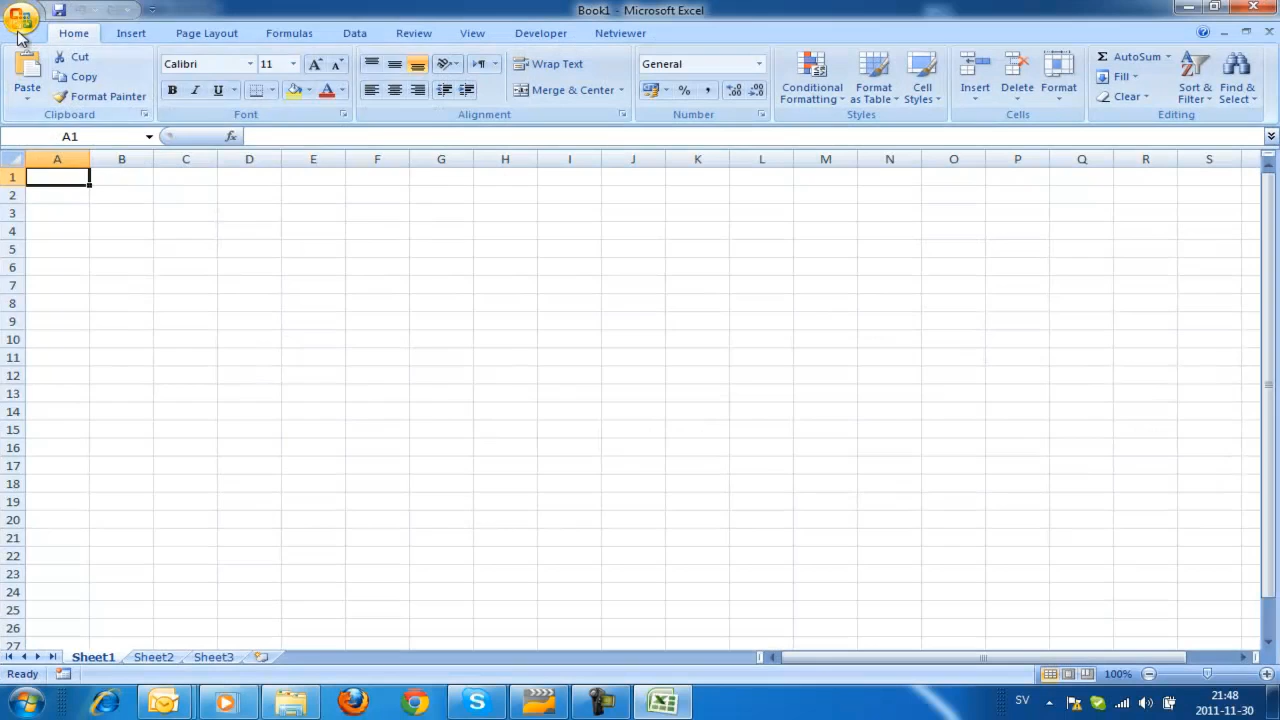 Book1 - Microsoft Excel
Home Insert Page Layout Formulas Data Review View Developer Netviewer
Paste
Cut
Copy
Format Painter
Clipboard
Calibri 11
B I U
A
Font
Wrap Text
Merge & Center
Alignment
General
% ,
Number
Conditional Formatting
Format as Table
Cell Styles
Styles
Insert
Delete
Format
Cells
Σ AutoSum
Fill
Clear
Sort & Filter
Find & Select
Editing
A1 fx
A B C D E F G H I J K L M N O P Q R S
1
2
3
4
5
6
7
8
9
10
11
12
13
14
15
16
17
18
19
20
21
22
23
24
25
26
27
Sheet1 Sheet2 Sheet3
Ready 100%
SV 21:48
2011-11-30